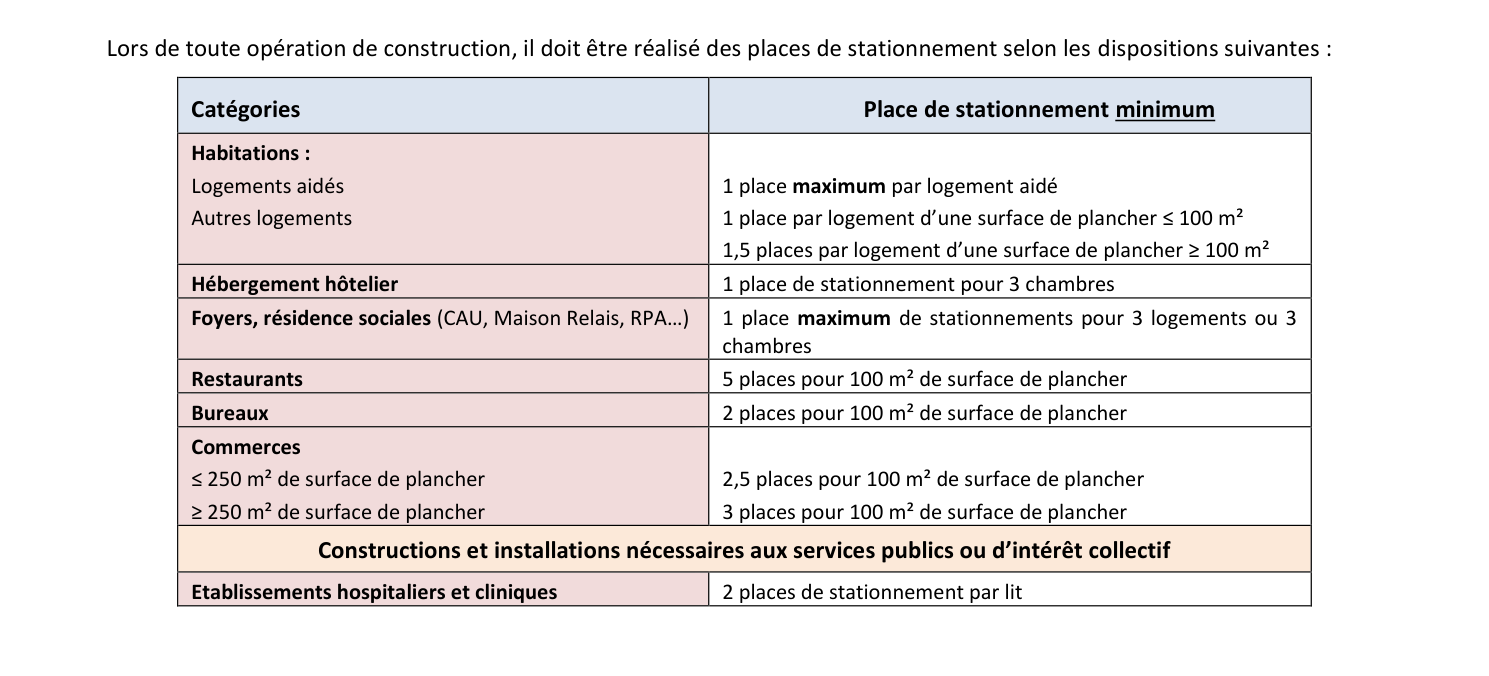 Lors de toute opération de construction, il doit être réalisé des places de stationnement selon les dispositions suivantes :
Catégories
Place de stationnement minimum
Habitations :
Logements aidés
1 place maximum par logement aidé
Autres logements
1 place par logement d’une surface de plancher ≤ 100 m²
1,5 places par logement d’une surface de plancher ≥ 100 m²
Hébergement hôtelier
1 place de stationnement pour 3 chambres
Foyers, résidence sociales (CAU, Maison Relais, RPA…)
1 place maximum de stationnements pour 3 logements ou 3
chambres
Restaurants
5 places pour 100 m² de surface de plancher
Bureaux
2 places pour 100 m² de surface de plancher
Commerces
≤ 250 m² de surface de plancher
2,5 places pour 100 m² de surface de plancher
≥ 250 m² de surface de plancher
3 places pour 100 m² de surface de plancher
Constructions et installations nécessaires aux services publics ou d’intérêt collectif
Etablissements hospitaliers et cliniques
2 places de stationnement par lit